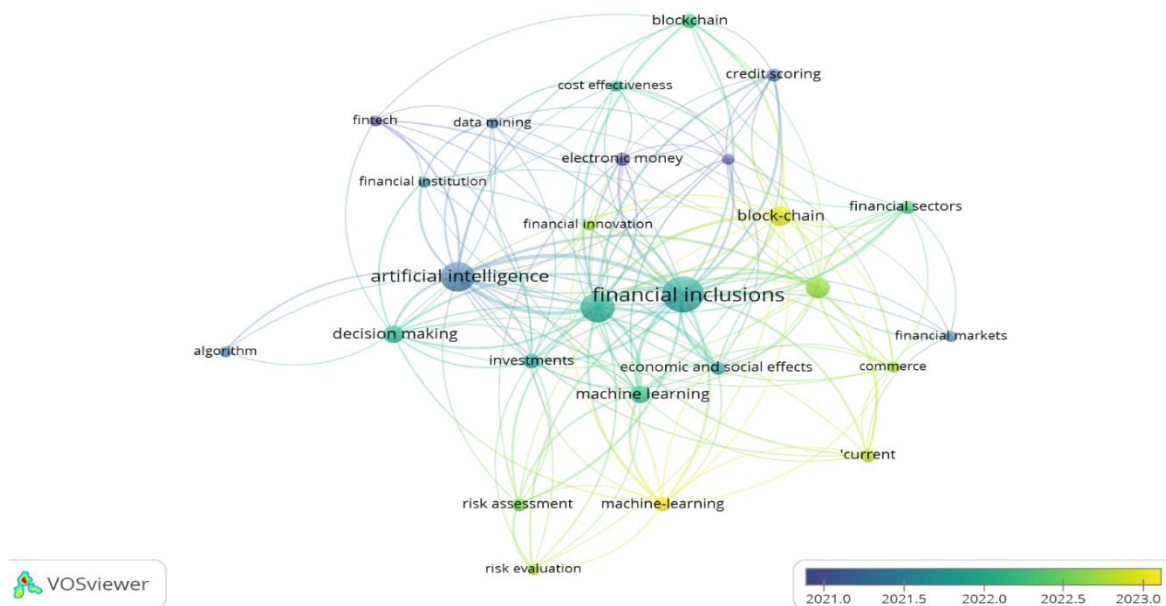 blockchain
credit scoring
cost effectiveness
fintech
data mining
electronic money
financial institution
financial sectors
block-chain
financial innovation
artificial intelligence
financial inclusions
decision making
financial markets
algorithm
investments
economic and social effects
commerce
machine learning
'current
risk assessment
machine-learning
risk evaluation
VOSviewer
2021.0 2021.5 2022.0 2022.5 2023.0